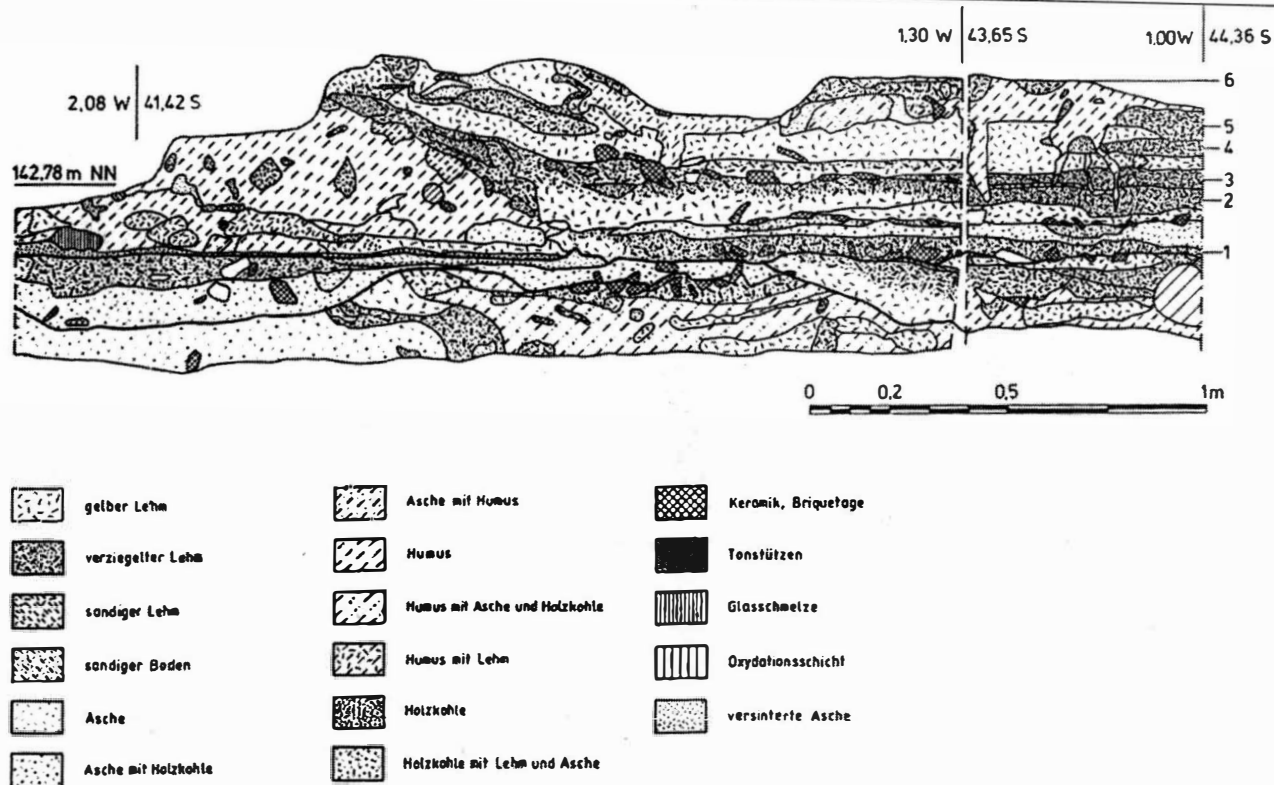 1.30 W 43,65 S 1.00 W 44,36 S
2.08 W 41,42 S
142,78 m NN
6
5
4
3
2
1
0 0,2 0,5 1m
gelber Lehm
verziegelter Lehm
sandiger Lehm
sandiger Boden
Asche
Asche mit Holzkohle
Asche mit Humus
Humus
Humus mit Asche und Holzkohle
Humus mit Lehm
Holzkohle
Holzkohle mit Lehm und Asche
Keramik, Briquetage
Tonstützen
Glasschmelze
Oxydationsschicht
versinterte Asche